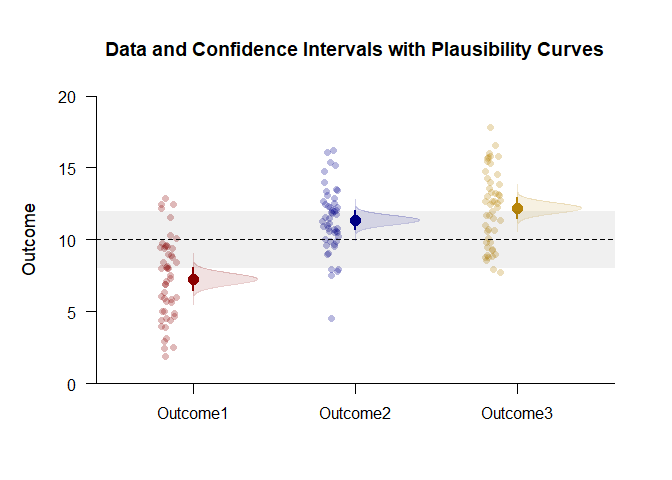 Data and Confidence Intervals with Plausibility Curves
20
15
10
5
0
Outcome
Outcome1 Outcome2 Outcome3